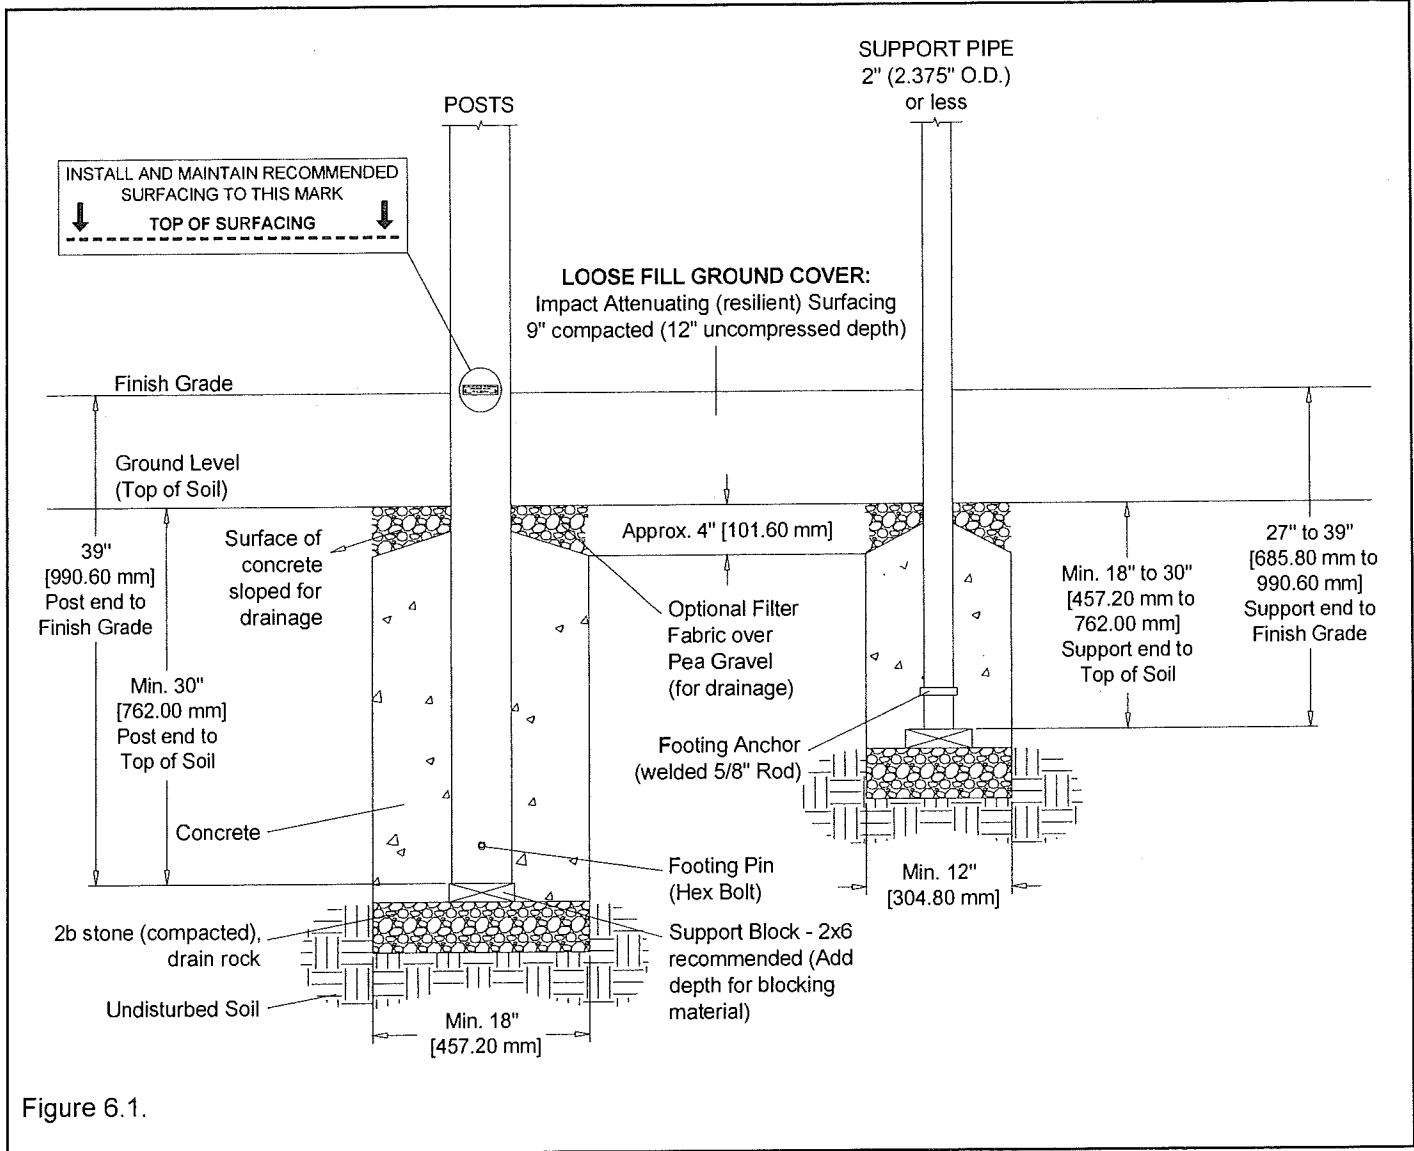 SUPPORT PIPE
2" (2.375" O.D.)
or less
POSTS
INSTALL AND MAINTAIN RECOMMENDED
SURFACING TO THIS MARK
TOP OF SURFACING
LOOSE FILL GROUND COVER:
Impact Attenuating (resilient) Surfacing
9" compacted (12" uncompressed depth)
Finish Grade
Ground Level
(Top of Soil)
39"
[990.60 mm]
Post end to
Finish Grade
Surface of
concrete
sloped for
drainage
Approx. 4" [101.60 mm]
Min. 18" to 30"
[457.20 mm to
762.00 mm]
Support end to
Top of Soil
27" to 39"
[685.80 mm to
990.60 mm]
Support end to
Finish Grade
Optional Filter
Fabric over
Pea Gravel
(for drainage)
Min. 30"
[762.00 mm]
Post end to
Top of Soil
Footing Anchor
(welded 5/8" Rod)
Concrete
Footing Pin
(Hex Bolt)
Min. 12"
[304.80 mm]
2b stone (compacted),
drain rock
Support Block - 2x6
recommended (Add
depth for blocking
material)
Undisturbed Soil
Min. 18"
[457.20 mm]
Figure 6.1.